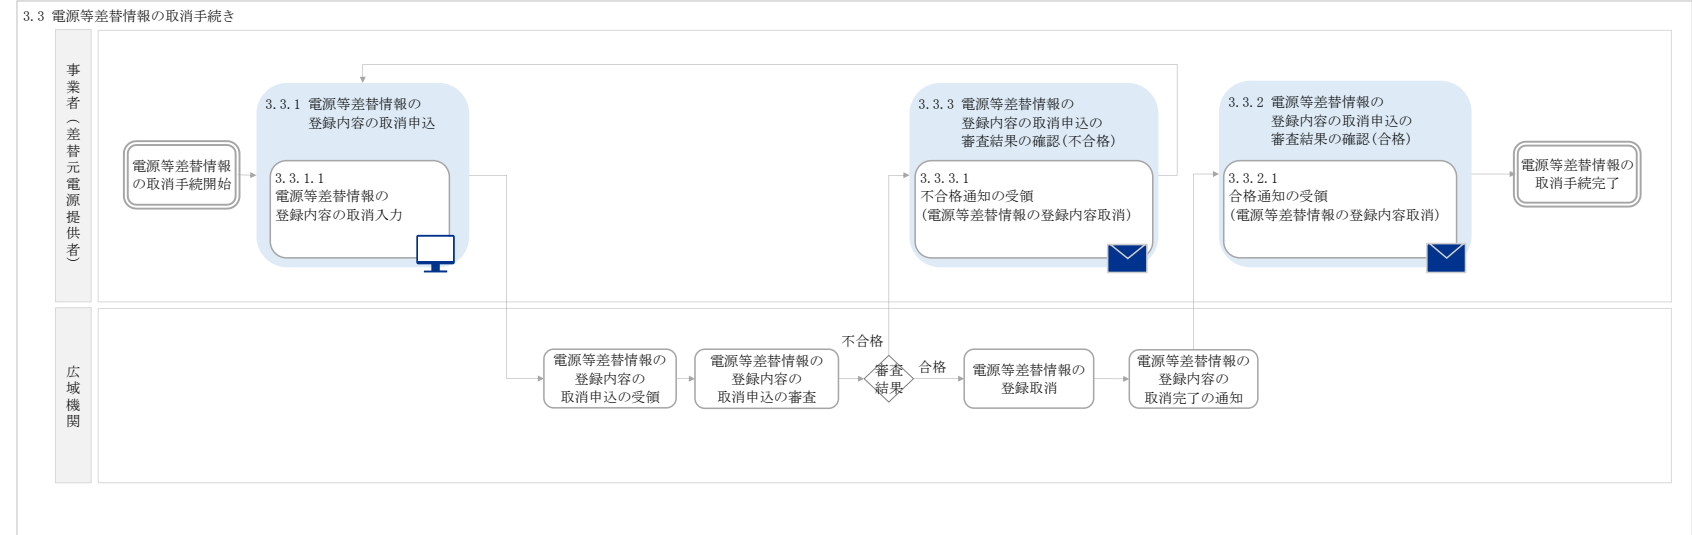 3.3 電源等差替情報の取消手続き
事業者(差替元電源提供者)
電源等差替情報
の取消手続開始
3.3.1 電源等差替情報の
登録内容の取消申込
3.3.1.1
電源等差替情報の
登録内容の取消入力
3.3.3 電源等差替情報の
登録内容の取消申込の
審査結果の確認(不合格)
3.3.3.1
不合格通知の受領
(電源等差替情報の登録内容取消)
3.3.2 電源等差替情報の
登録内容の取消申込の
審査結果の確認(合格)
3.3.2.1
合格通知の受領
(電源等差替情報の登録内容取消)
電源等差替情報の
取消手続完了
広域機関
電源等差替情報の
登録内容の
取消申込の受領
電源等差替情報の
登録内容の
取消申込の審査
不合格
審査
結果
合格
電源等差替情報の
登録取消
電源等差替情報の
登録内容の
取消完了の通知